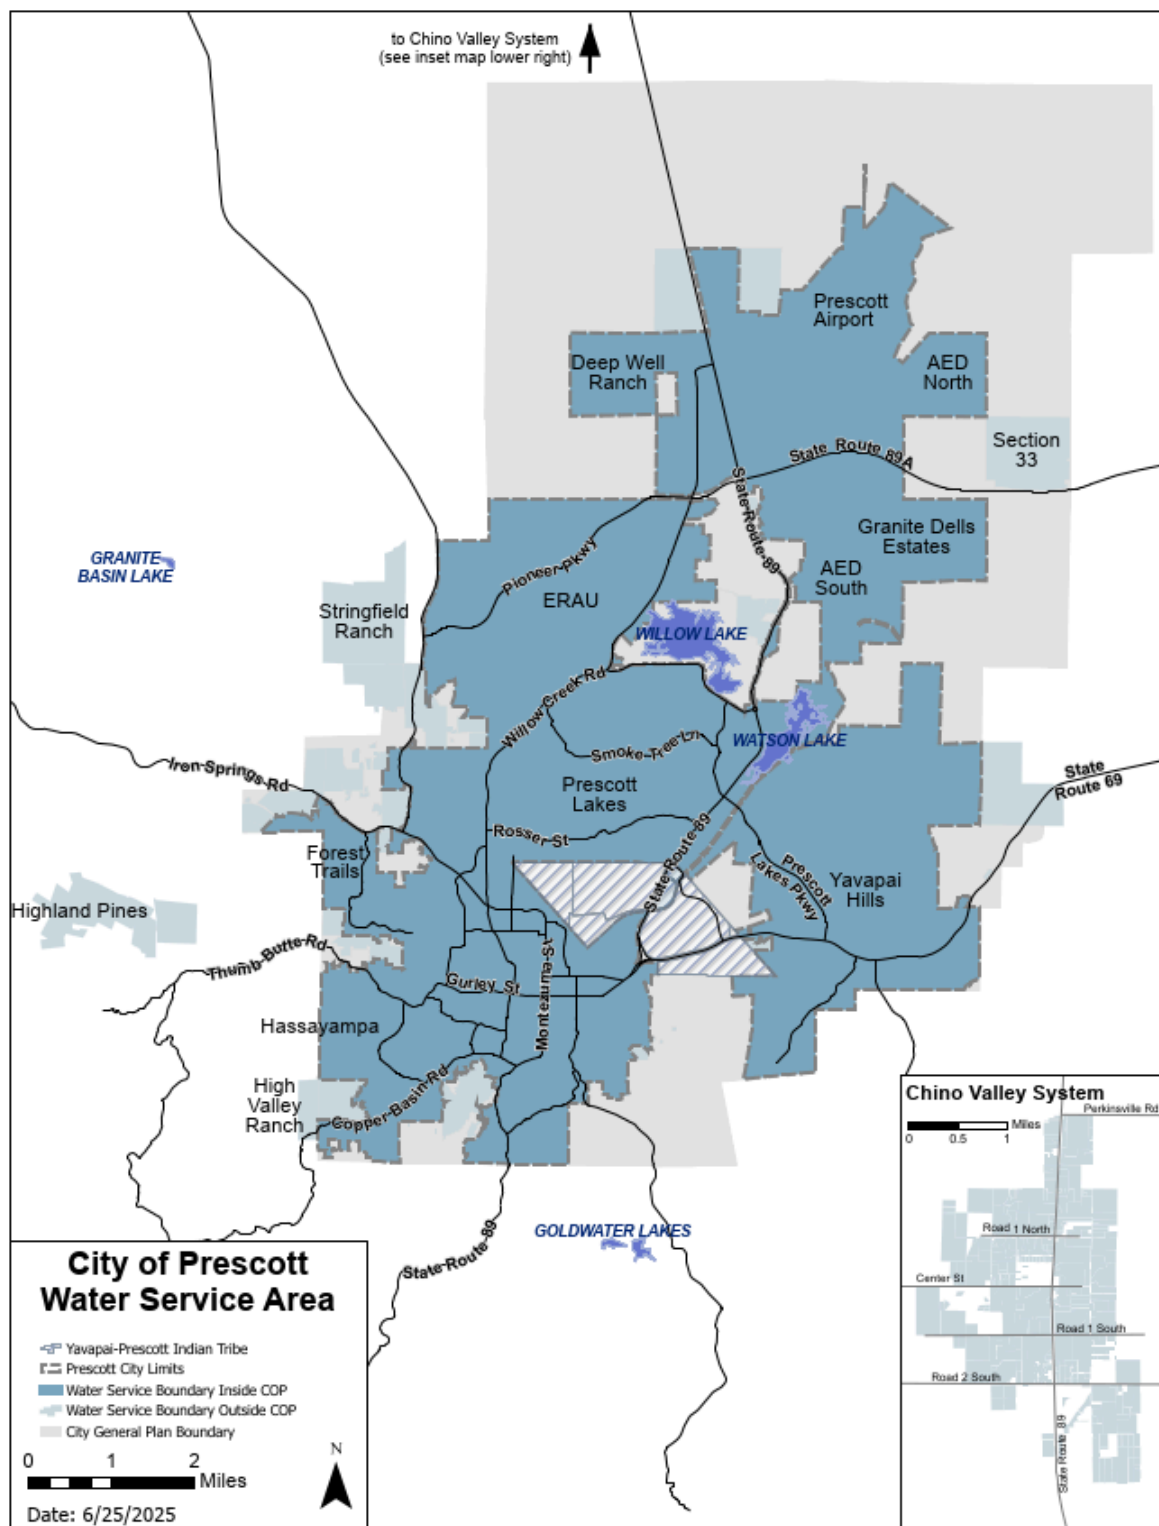 to Chino Valley System
(see inset map lower right)
Prescott
Airport
Deep Well
Ranch
AED
North
Section
33
State Route 89A
State Route 89
Granite Dells
Estates
GRANITE
BASIN LAKE
Pioneer Pkwy
AED
South
ERAU
Stringfield
Ranch
WILLOW LAKE
Willow Creek Rd
WATSON LAKE
Smoke Tree Ln
Iron Springs Rd
State
Route 69
Prescott
Lakes
Rosser St
State Route 89
Forest
Trails
Prescott
Lakes Pkwy
Yavapai
Hills
Highland Pines
Thumb Butte Rd
Gurley St
Montezuma St
Hassayampa
High
Valley
Ranch
Copper Basin Rd
GOLDWATER LAKES
State Route 89
Chino Valley System
0 0.5 1 Miles
Perkinsville Rd
Road 1 North
Center St
Road 1 South
Road 2 South
State Route 89
City of Prescott
Water Service Area
Yavapai-Prescott Indian Tribe
Prescott City Limits
Water Service Boundary Inside COP
Water Service Boundary Outside COP
City General Plan Boundary
0 1 2
Miles
N
Date: 6/25/2025